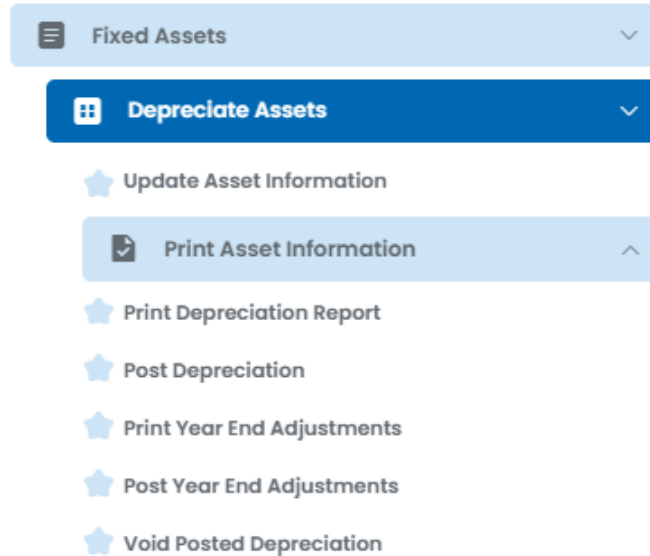 Fixed Assets
Depreciate Assets
Update Asset Information
Print Asset Information
Print Depreciation Report
Post Depreciation
Print Year End Adjustments
Post Year End Adjustments
Void Posted Depreciation